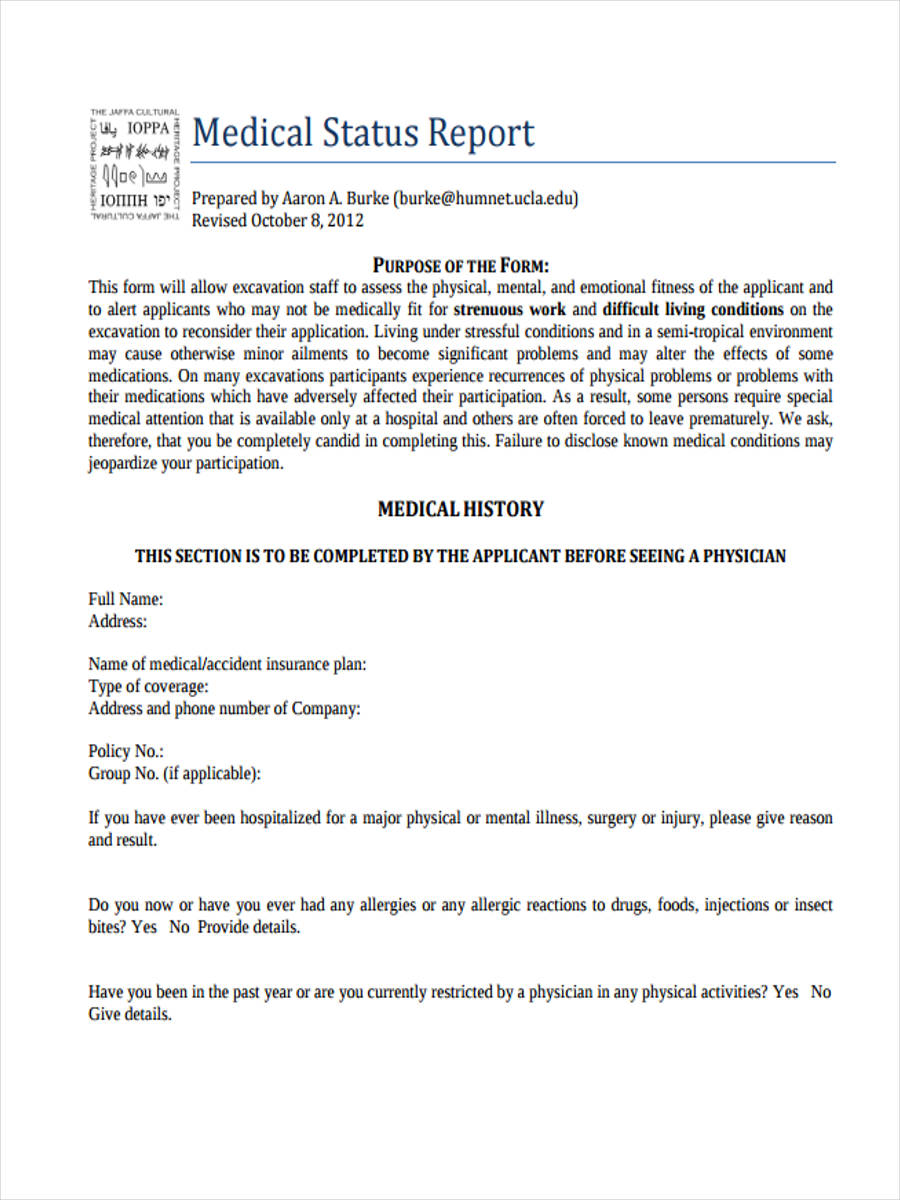 THE JAFFA CULTURAL
HERITAGE PROJECT
يافا IOPPA
ΙΟΠΠΗ יפו
HERITAGE PROJECT
THE JAFFA CULTURAL
Medical Status Report
Prepared by Aaron A. Burke (burke@humnet.ucla.edu)
Revised October 8, 2012
PURPOSE OF THE FORM:
This form will allow excavation staff to assess the physical, mental, and emotional fitness of the applicant and
to alert applicants who may not be medically fit for strenuous work and difficult living conditions on the
excavation to reconsider their application. Living under stressful conditions and in a semi-tropical environment
may cause otherwise minor ailments to become significant problems and may alter the effects of some
medications. On many excavations participants experience recurrences of physical problems or problems with
their medications which have adversely affected their participation. As a result, some persons require special
medical attention that is available only at a hospital and others are often forced to leave prematurely. We ask,
therefore, that you be completely candid in completing this. Failure to disclose known medical conditions may
jeopardize your participation.
MEDICAL HISTORY
THIS SECTION IS TO BE COMPLETED BY THE APPLICANT BEFORE SEEING A PHYSICIAN
Full Name:
Address:
Name of medical/accident insurance plan:
Type of coverage:
Address and phone number of Company:
Policy No.:
Group No. (if applicable):
If you have ever been hospitalized for a major physical or mental illness, surgery or injury, please give reason
and result.
Do you now or have you ever had any allergies or any allergic reactions to drugs, foods, injections or insect
bites? Yes No Provide details.
Have you been in the past year or are you currently restricted by a physician in any physical activities? Yes No
Give details.